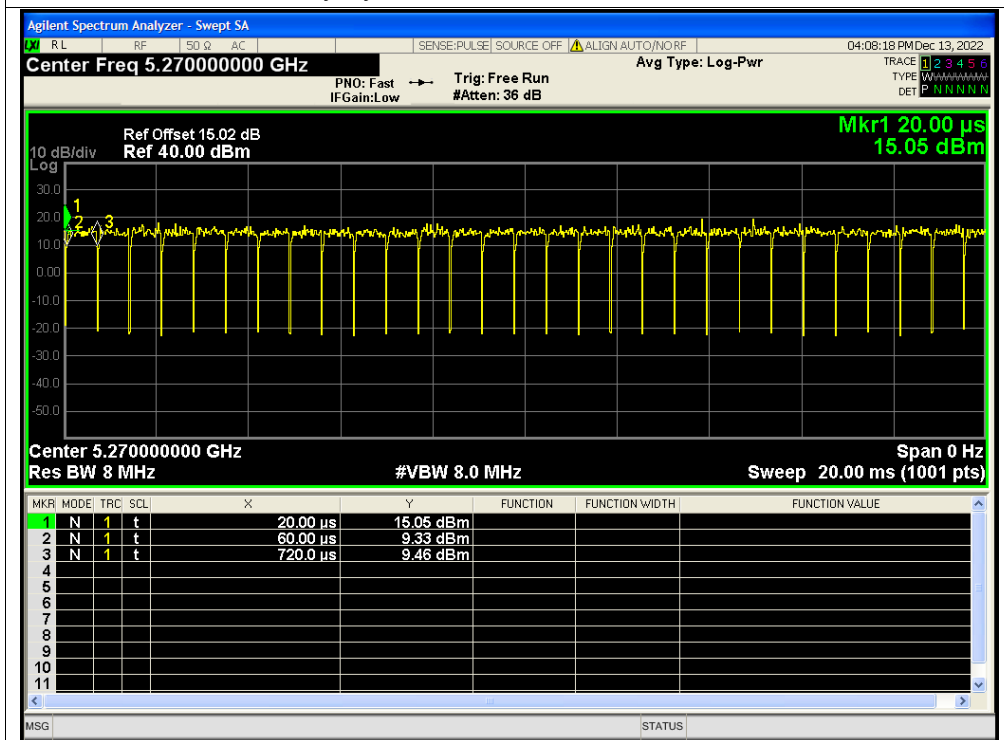 Agilent Spectrum Analyzer - Swept SA
LXI RL RF 50 Ω AC SENSE:PULSE SOURCE OFF ALIGN AUTO/NO RF 04:08:18 PM Dec 13, 2022
Center Freq 5.270000000 GHz Avg Type: Log-Pwr TRACE 1 2 3 4 5 6
PNO: Fast Trig: Free Run TYPE WWWWWW
IFGain:Low #Atten: 36 dB DET P N N N N N
Mkr1 20.00 µs
Ref Offset 15.02 dB
10 dB/div Ref 40.00 dBm 15.05 dBm
Log
30.0
20.0
10.0
0.00
-10.0
-20.0
-30.0
-40.0
-50.0
1
2
3
Center 5.270000000 GHz Span 0 Hz
Res BW 8 MHz #VBW 8.0 MHz Sweep 20.00 ms (1001 pts)
MKR MODE TRC SCL X Y FUNCTION FUNCTION WIDTH FUNCTION VALUE
1 N 1 t 20.00 µs 15.05 dBm
2 N 1 t 60.00 µs 9.33 dBm
3 N 1 t 720.0 µs 9.46 dBm
4
5
6
7
8
9
10
11
MSG STATUS